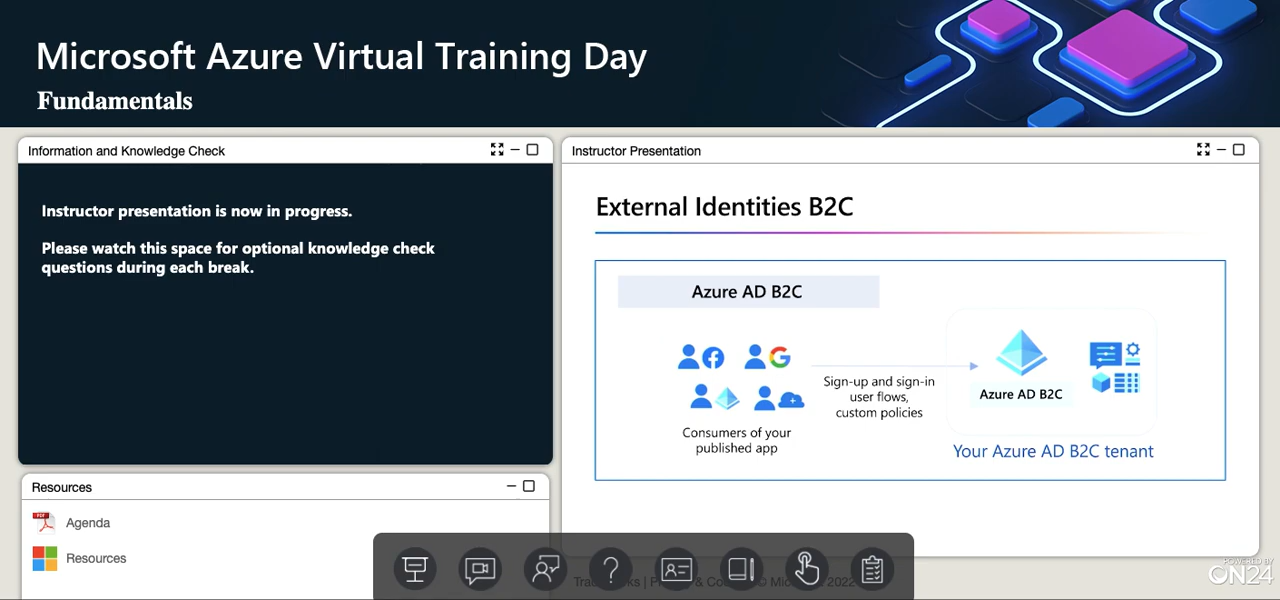 Microsoft Azure Virtual Training Day
Fundamentals
Information and Knowledge Check
Instructor presentation is now in progress.
Please watch this space for optional knowledge check
questions during each break.
Resources
PDF
Agenda
Resources
Instructor Presentation
External Identities B2C
Azure AD B2C
Consumers of your
published app
Sign-up and sign-in
user flows,
custom policies
Azure AD B2C
Your Azure AD B2C tenant
POWERED BY
ON24